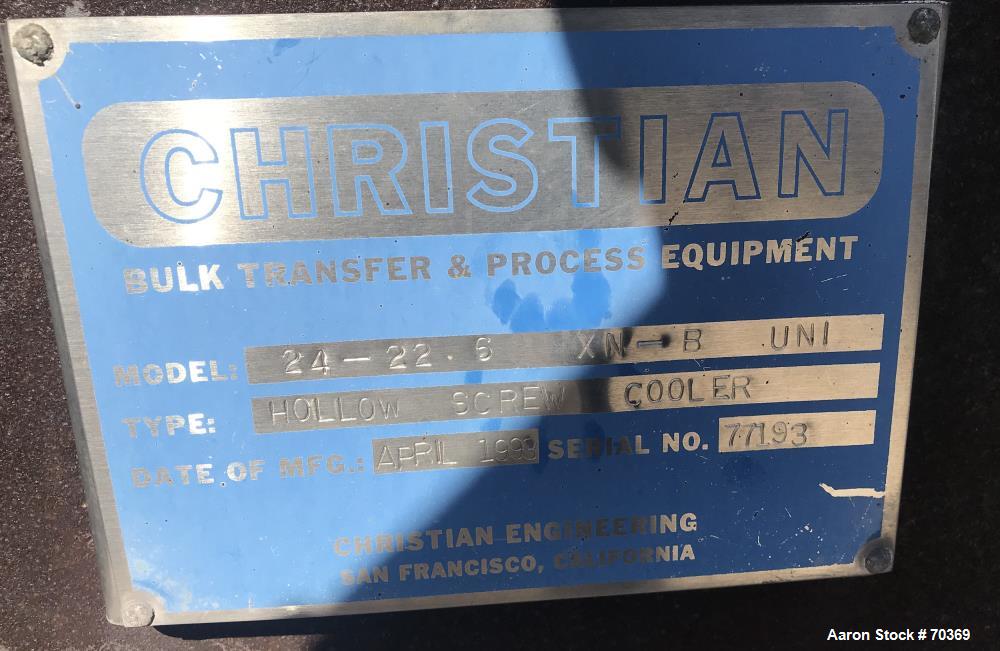 CHRISTIAN
BULK TRANSFER & PROCESS EQUIPMENT
MODEL: 24-22.6 XN-B UNI
TYPE: HOLLOW SCREW COOLER
DATE OF MFG.: APRIL 1999 SERIAL NO. 77193
CHRISTIAN ENGINEERING
SAN FRANCISCO, CALIFORNIA
Aaron Stock # 70369